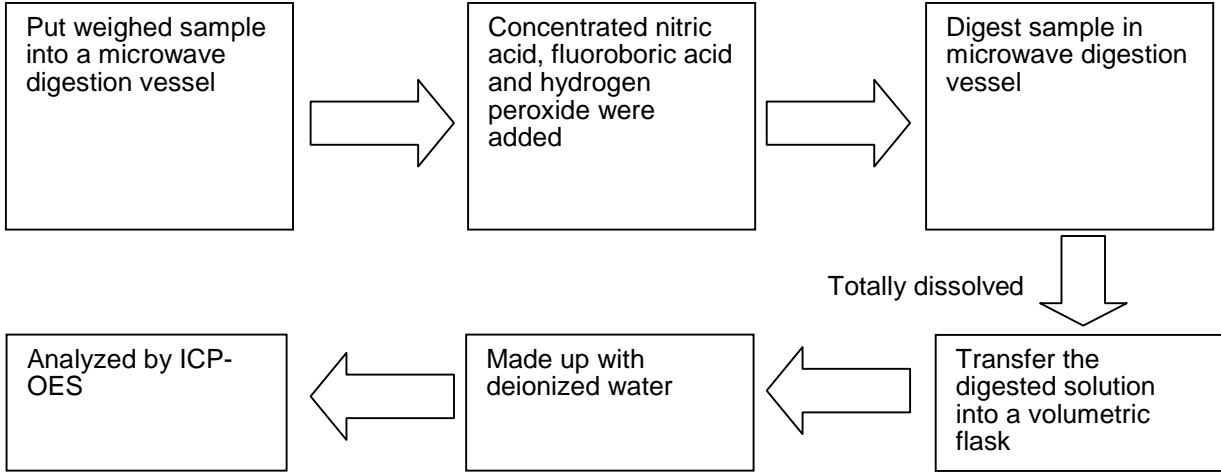 Put weighed sample
into a microwave
digestion vessel
Concentrated nitric
acid, fluoroboric acid
and hydrogen
peroxide were
added
Digest sample in
microwave digestion
vessel
Totally dissolved
Transfer the
digested solution
into a volumetric
flask
Made up with
deionized water
Analyzed by ICP-
OES